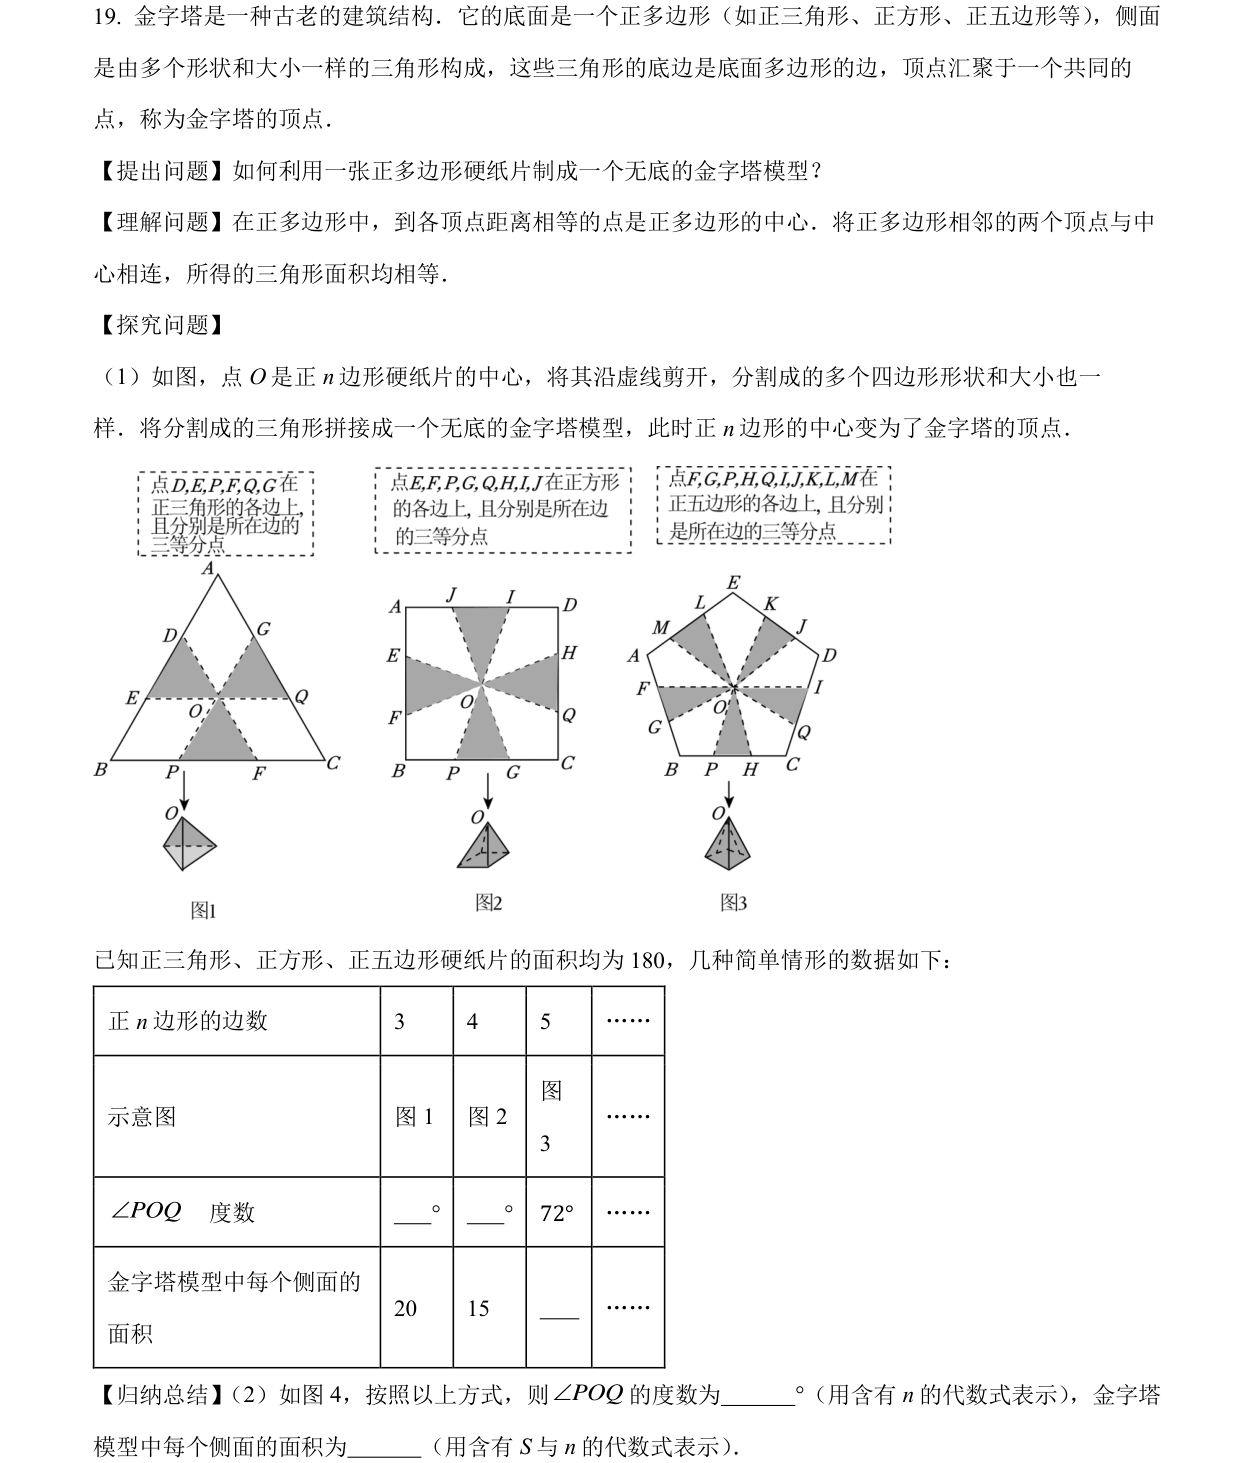 19. 金字塔是一种古老的建筑结构．它的底面是一个正多边形（如正三角形、正方形、正五边形等），侧面
是由多个形状和大小一样的三角形构成，这些三角形的底边是底面多边形的边，顶点汇聚于一个共同的
点，称为金字塔的顶点．
【提出问题】如何利用一张正多边形硬纸片制成一个无底的金字塔模型？
【理解问题】在正多边形中，到各顶点距离相等的点是正多边形的中心．将正多边形相邻的两个顶点与中
心相连，所得的三角形面积均相等．
【探究问题】
（1）如图，点 O 是正 n 边形硬纸片的中心，将其沿虚线剪开，分割成的多个四边形形状和大小也一
样．将分割成的三角形拼接成一个无底的金字塔模型，此时正 n 边形的中心变为了金字塔的顶点．
点D,E,P,F,Q,G在
正三角形的各边上,
且分别是所在边的
三等分点
A
D
G
E
O
Q
B
P
F
C
O
图1
点E,F,P,G,Q,H,I,J在正方形
的各边上, 且分别是所在边
的三等分点
J
I
A
D
E
H
O
F
Q
B
P
G
C
O
图2
点F,G,P,H,Q,I,J,K,L,M在
正五边形的各边上, 且分别
是所在边的三等分点
E
L
K
M
J
A
D
F
I
O
G
Q
B
P
H
C
O
图3
已知正三角形、正方形、正五边形硬纸片的面积均为 180，几种简单情形的数据如下：
正 n 边形的边数 3 4 5 ……
示意图 图 1 图 2 图 3 ……
∠POQ 度数 ___° ___° 72° ……
金字塔模型中每个侧面的
面积 20 15 ___ ……
【归纳总结】（2）如图 4，按照以上方式，则∠POQ 的度数为______°（用含有 n 的代数式表示），金字塔
模型中每个侧面的面积为______（用含有 S 与 n 的代数式表示）．